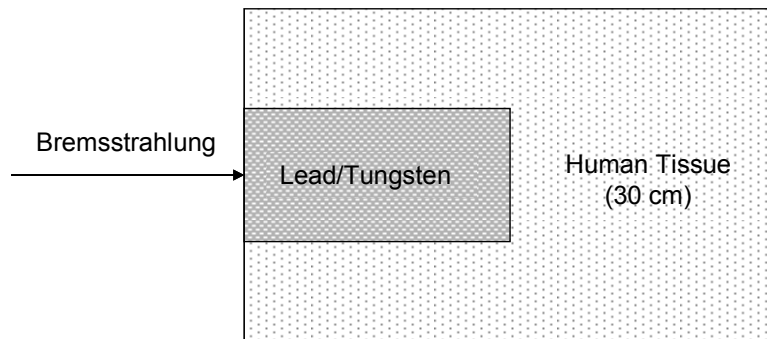 Bremsstrahlung
Lead/Tungsten
Human Tissue
(30 cm)